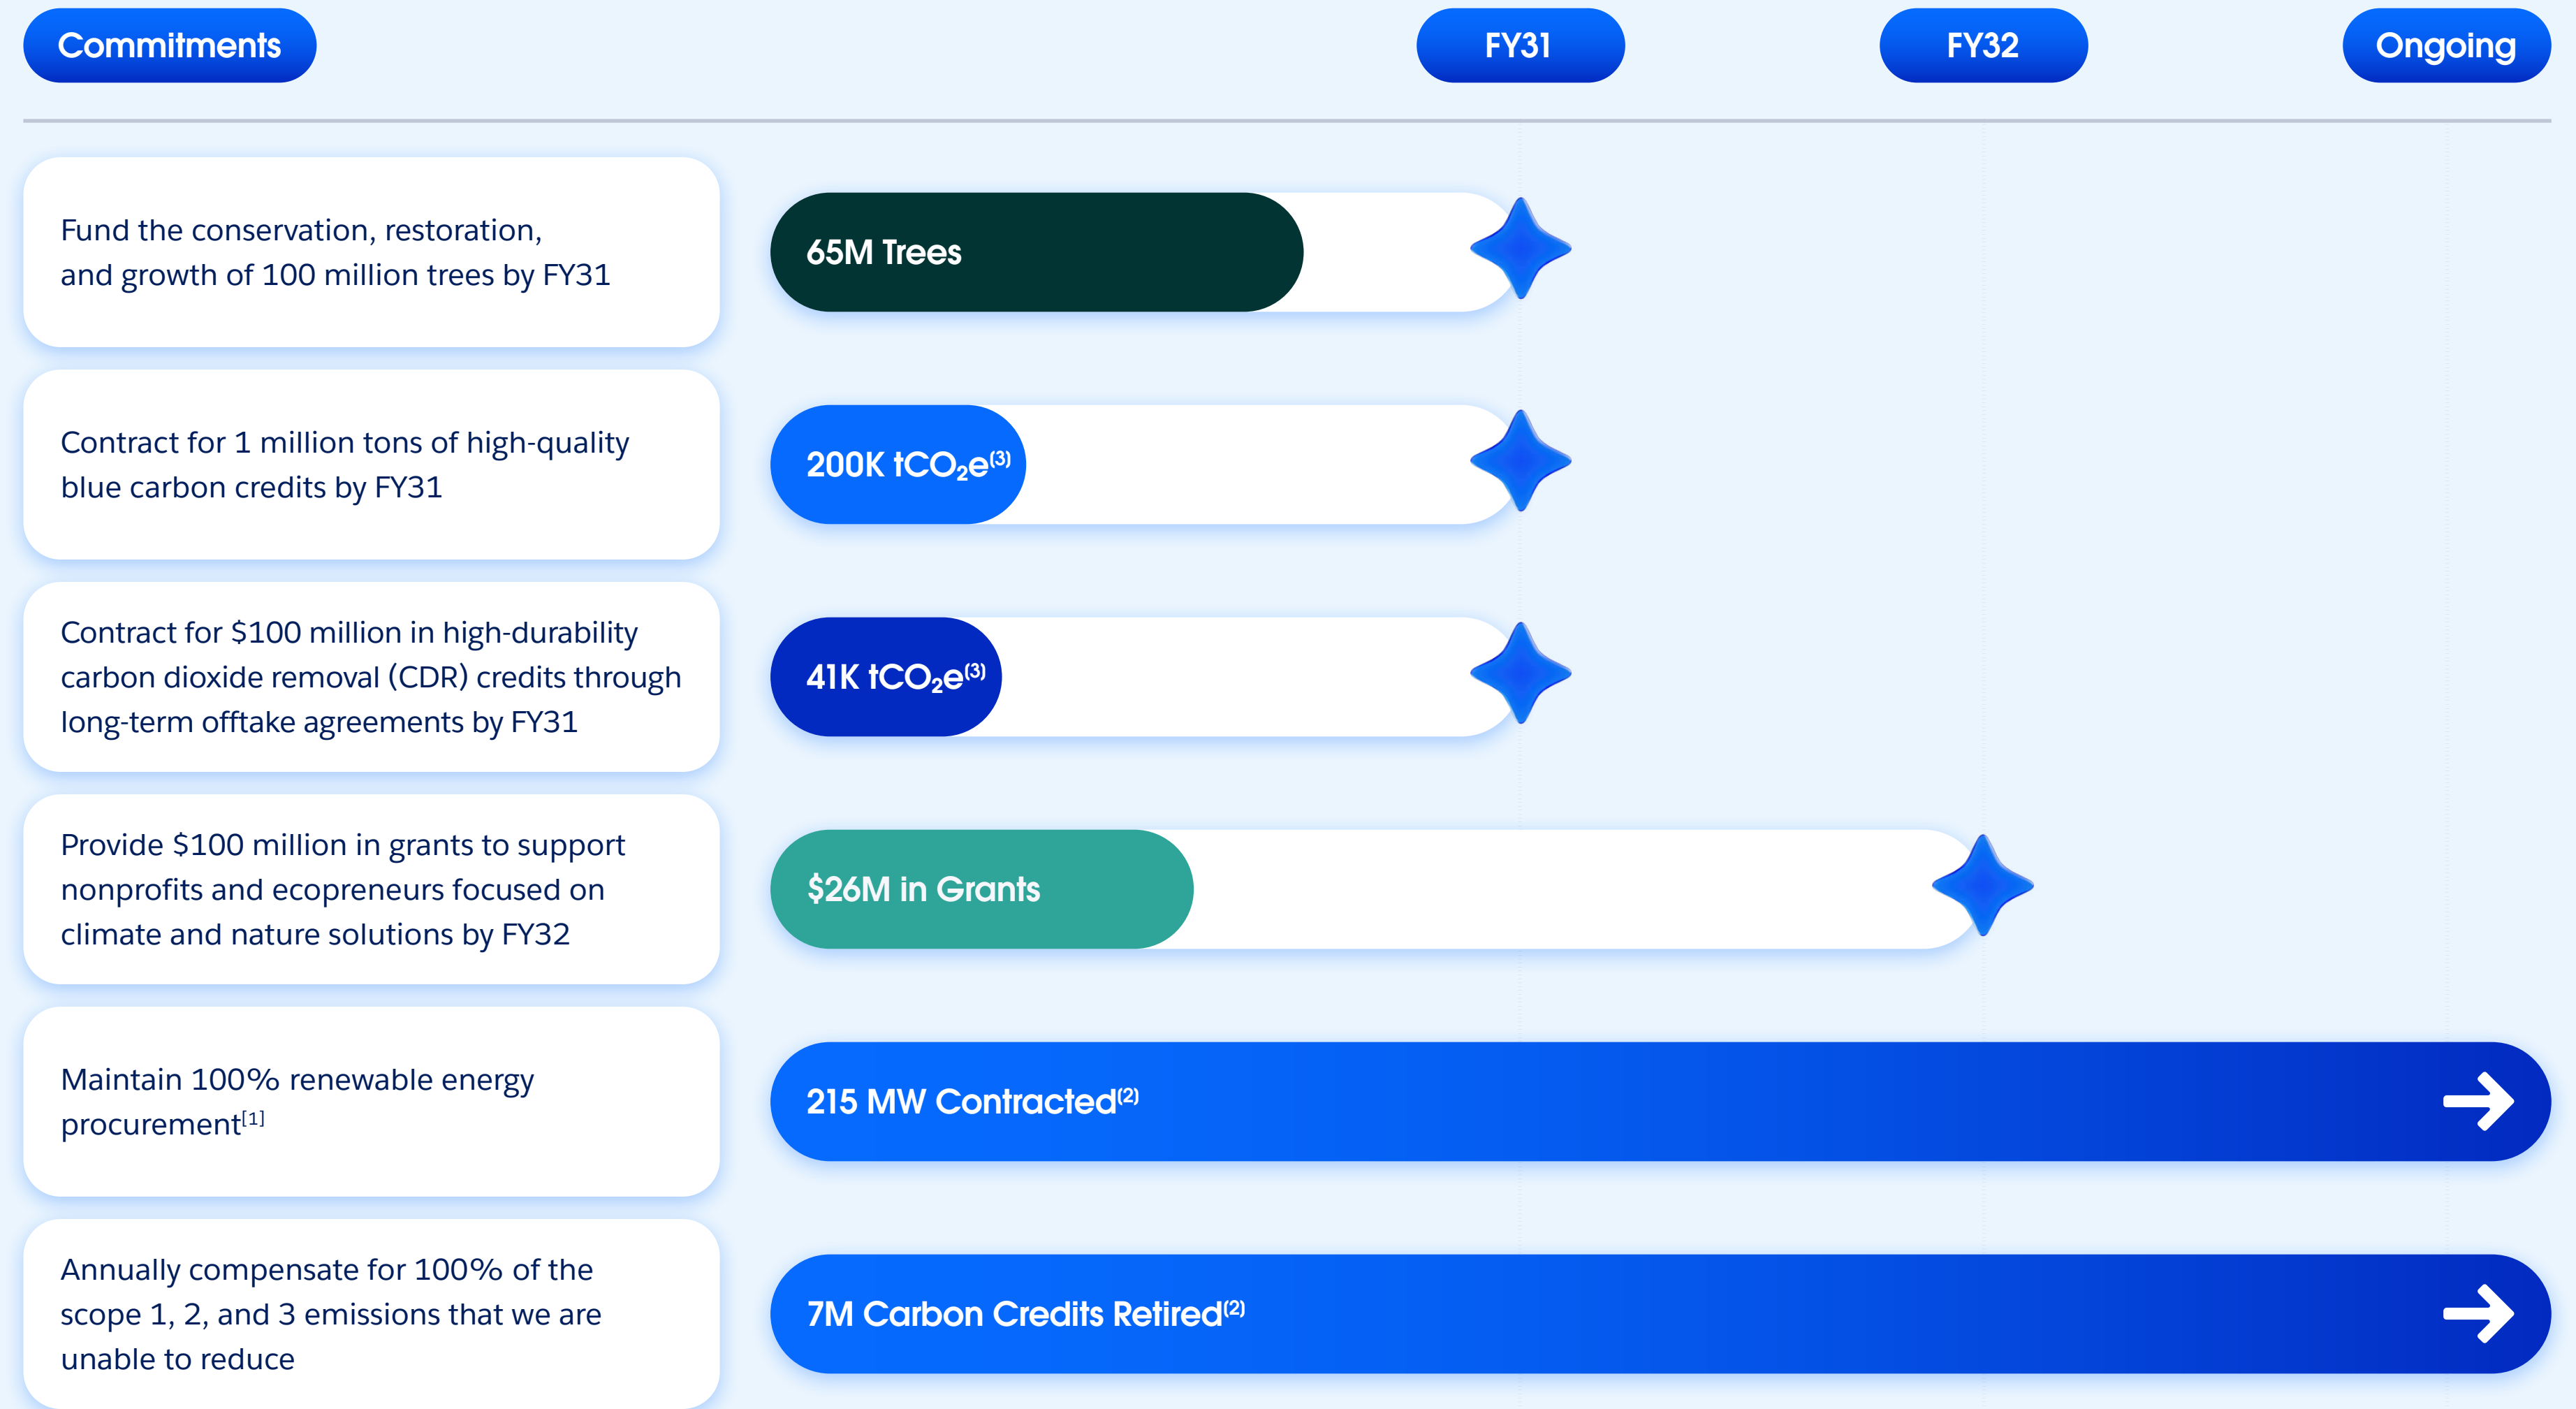 Commitments
FY31
FY32
Ongoing
Fund the conservation, restoration,
and growth of 100 million trees by FY31
65M Trees
Contract for 1 million tons of high-quality
blue carbon credits by FY31
200K tCO₂e⁽³⁾
Contract for $100 million in high-durability
carbon dioxide removal (CDR) credits through
long-term offtake agreements by FY31
41K tCO₂e⁽³⁾
Provide $100 million in grants to support
nonprofits and ecopreneurs focused on
climate and nature solutions by FY32
$26M in Grants
Maintain 100% renewable energy
procurement[1]
215 MW Contracted⁽²⁾
Annually compensate for 100% of the
scope 1, 2, and 3 emissions that we are
unable to reduce
7M Carbon Credits Retired⁽²⁾